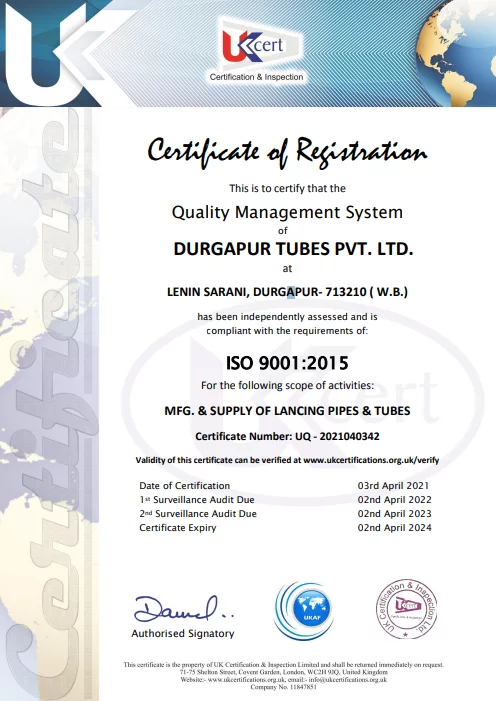 UK cert
Certification & Inspection
Certificate
Certificate of Registration
This is to certify that the
Quality Management System
of
DURGAPUR TUBES PVT. LTD.
at
LENIN SARANI, DURGAPUR- 713210 ( W.B.)
has been independently assessed and is
compliant with the requirements of:
ISO 9001:2015
For the following scope of activities:
MFG. & SUPPLY OF LANCING PIPES & TUBES
Certificate Number: UQ - 2021040342
Validity of this certificate can be verified at www.ukcertifications.org.uk/verify
Date of Certification 03rd April 2021
1st Surveillance Audit Due 02nd April 2022
2nd Surveillance Audit Due 02nd April 2023
Certificate Expiry 02nd April 2024
Authorised Signatory
UKAF
UK Certification & Inspection Ltd.
This certificate is the property of UK Certification & Inspection Limited and shall be returned immediately on request.
71-75 Shelton Street, Covent Garden, London, WC2H 9JQ, United Kingdom
Website:- www.ukcertifications.org.uk, email:- info@ukcertifications.org.uk
Company No. 11847851